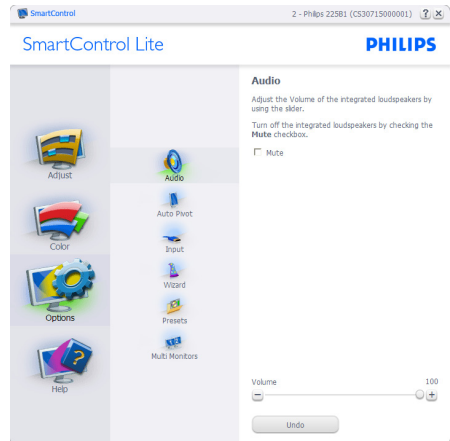 SmartControl
2 - Philips 225B1 (CS30715000001)
SmartControl Lite
PHILIPS
Adjust
Color
Options
Help
Audio
Auto Pivot
Input
Wizard
Presets
Multi Monitors
Audio
Adjust the Volume of the integrated loudspeakers by
using the slider.
Turn off the integrated loudspeakers by checking the
Mute checkbox.
Mute
Volume
100
Undo